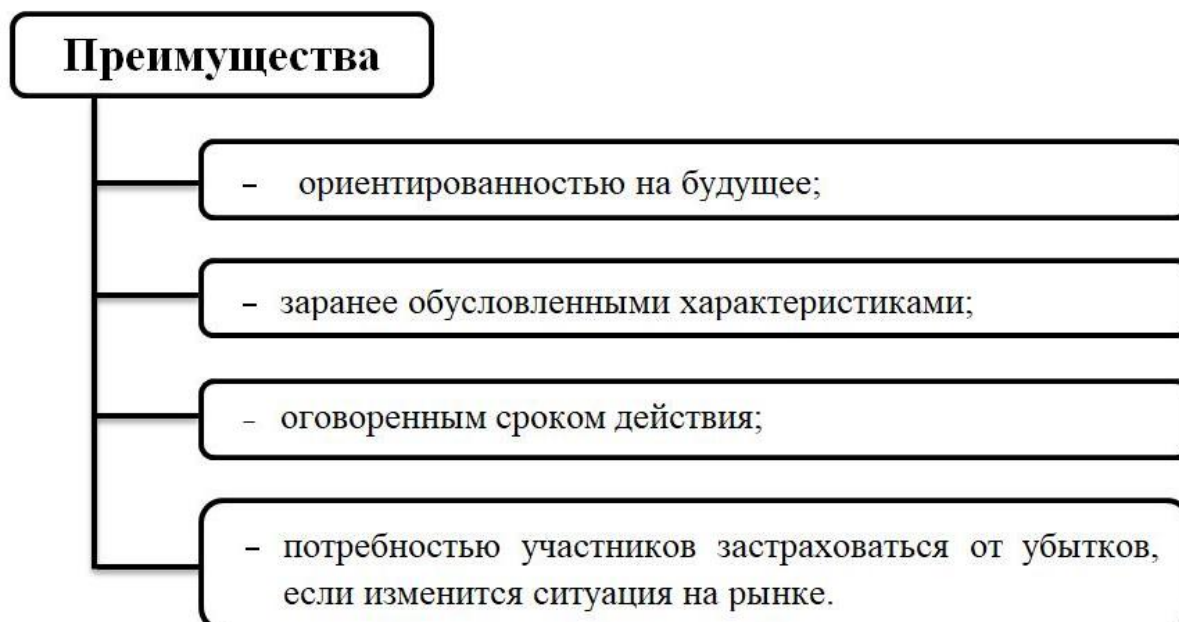 Преимущества
- ориентированностью на будущее;
- заранее обусловленными характеристиками;
- оговоренным сроком действия;
- потребностью участников застраховаться от убытков,
если изменится ситуация на рынке.